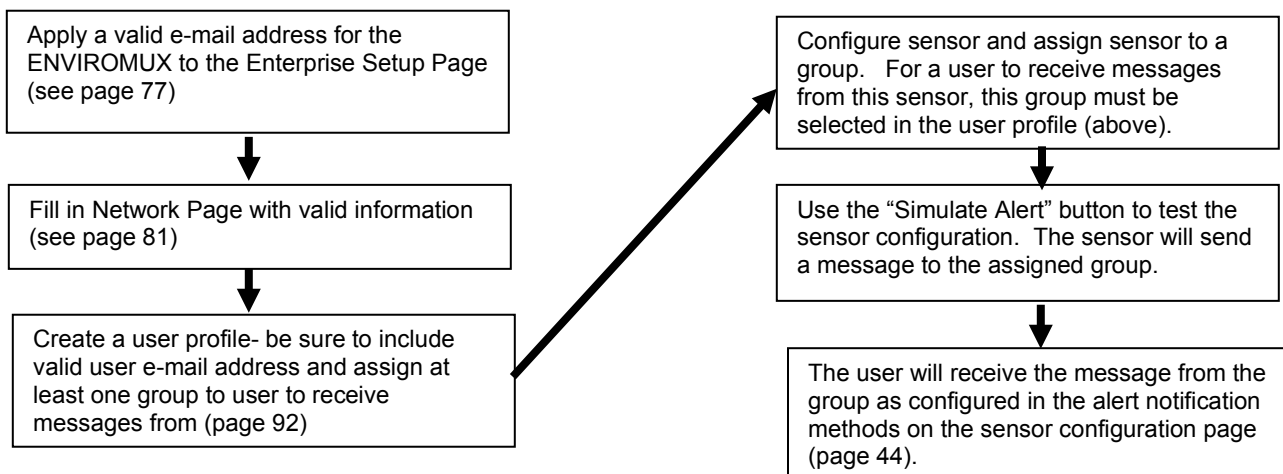 Apply a valid e-mail address for the
ENVIROMUX to the Enterprise Setup Page
(see page 77)
Fill in Network Page with valid information
(see page 81)
Create a user profile- be sure to include
valid user e-mail address and assign at
least one group to user to receive
messages from (page 92)
Configure sensor and assign sensor to a
group. For a user to receive messages
from this sensor, this group must be
selected in the user profile (above).
Use the “Simulate Alert” button to test the
sensor configuration. The sensor will send
a message to the assigned group.
The user will receive the message from the
group as configured in the alert notification
methods on the sensor configuration page
(page 44).